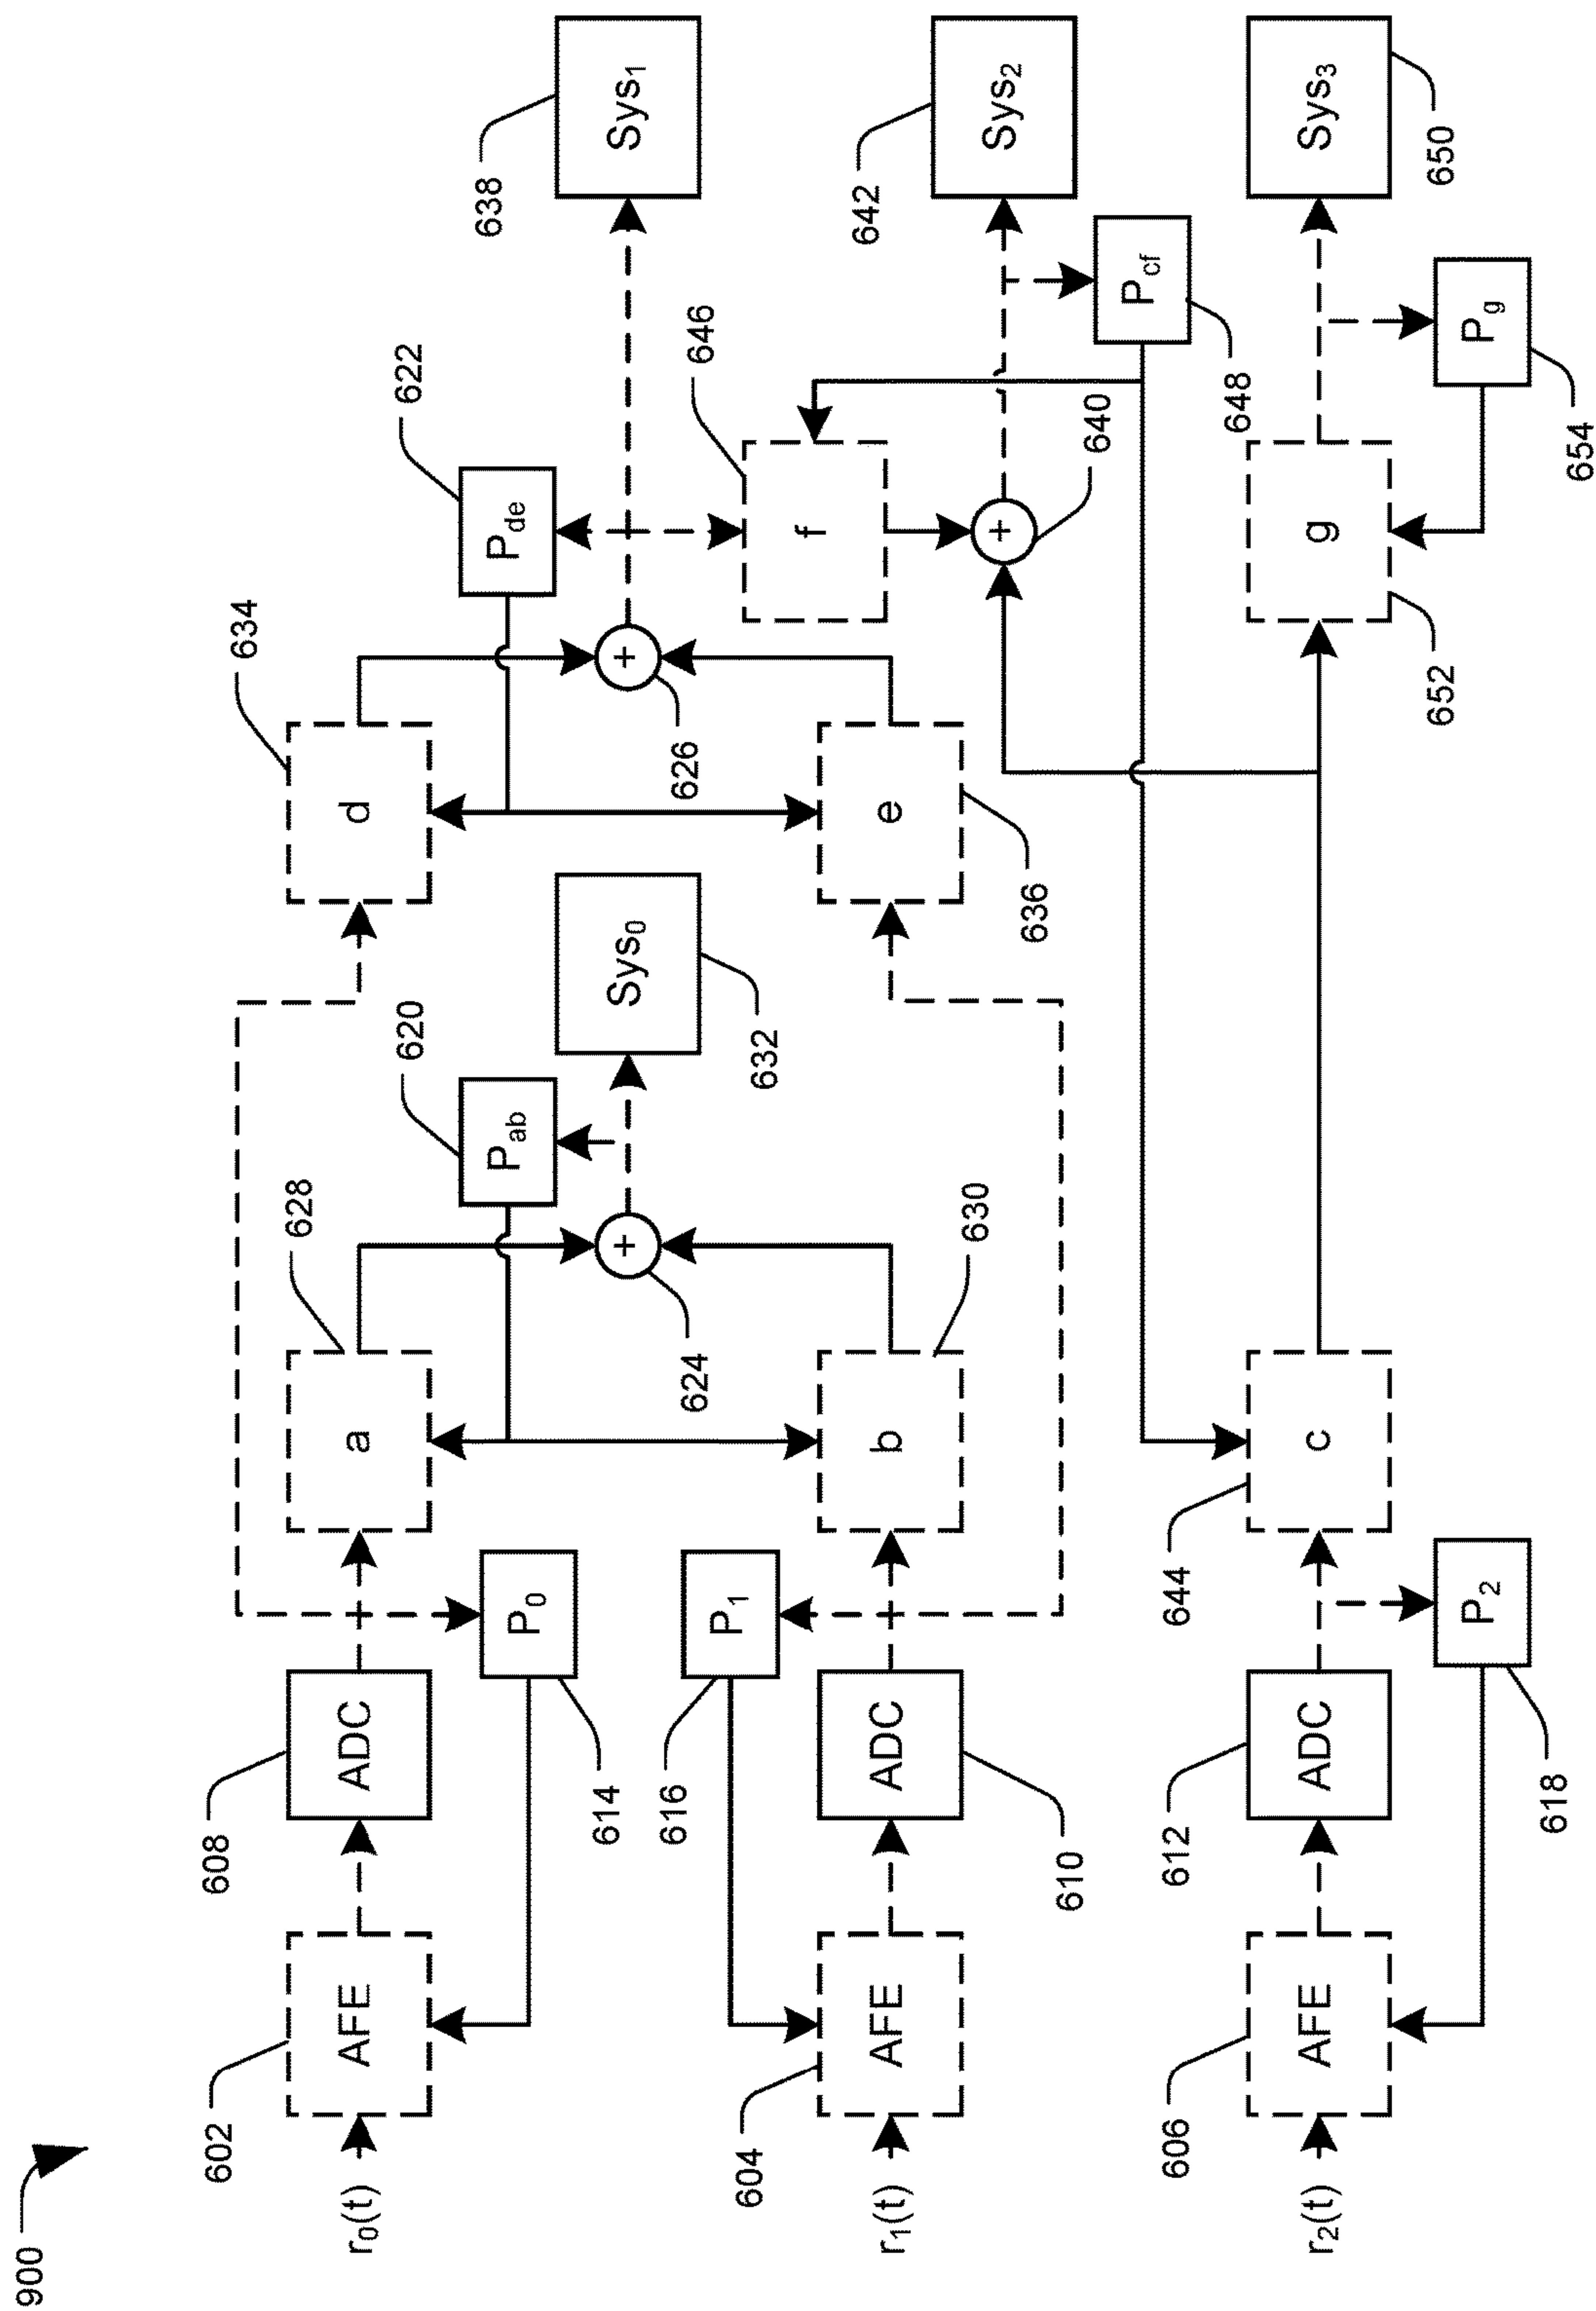 900
602
AFE
r₀(t)
608
ADC
P₀
614
628
a
620
Pab
624
Sys₀
632
634
d
622
Pde
626
638
Sys₁
+
+
604
AFE
r₁(t)
616
P₁
ADC
610
b
630
e
636
646
f
+
640
642
Sys₂
Pcf
648
606
AFE
r₂(t)
612
ADC
P₂
618
644
c
g
652
Pg
654
Sys₃
650